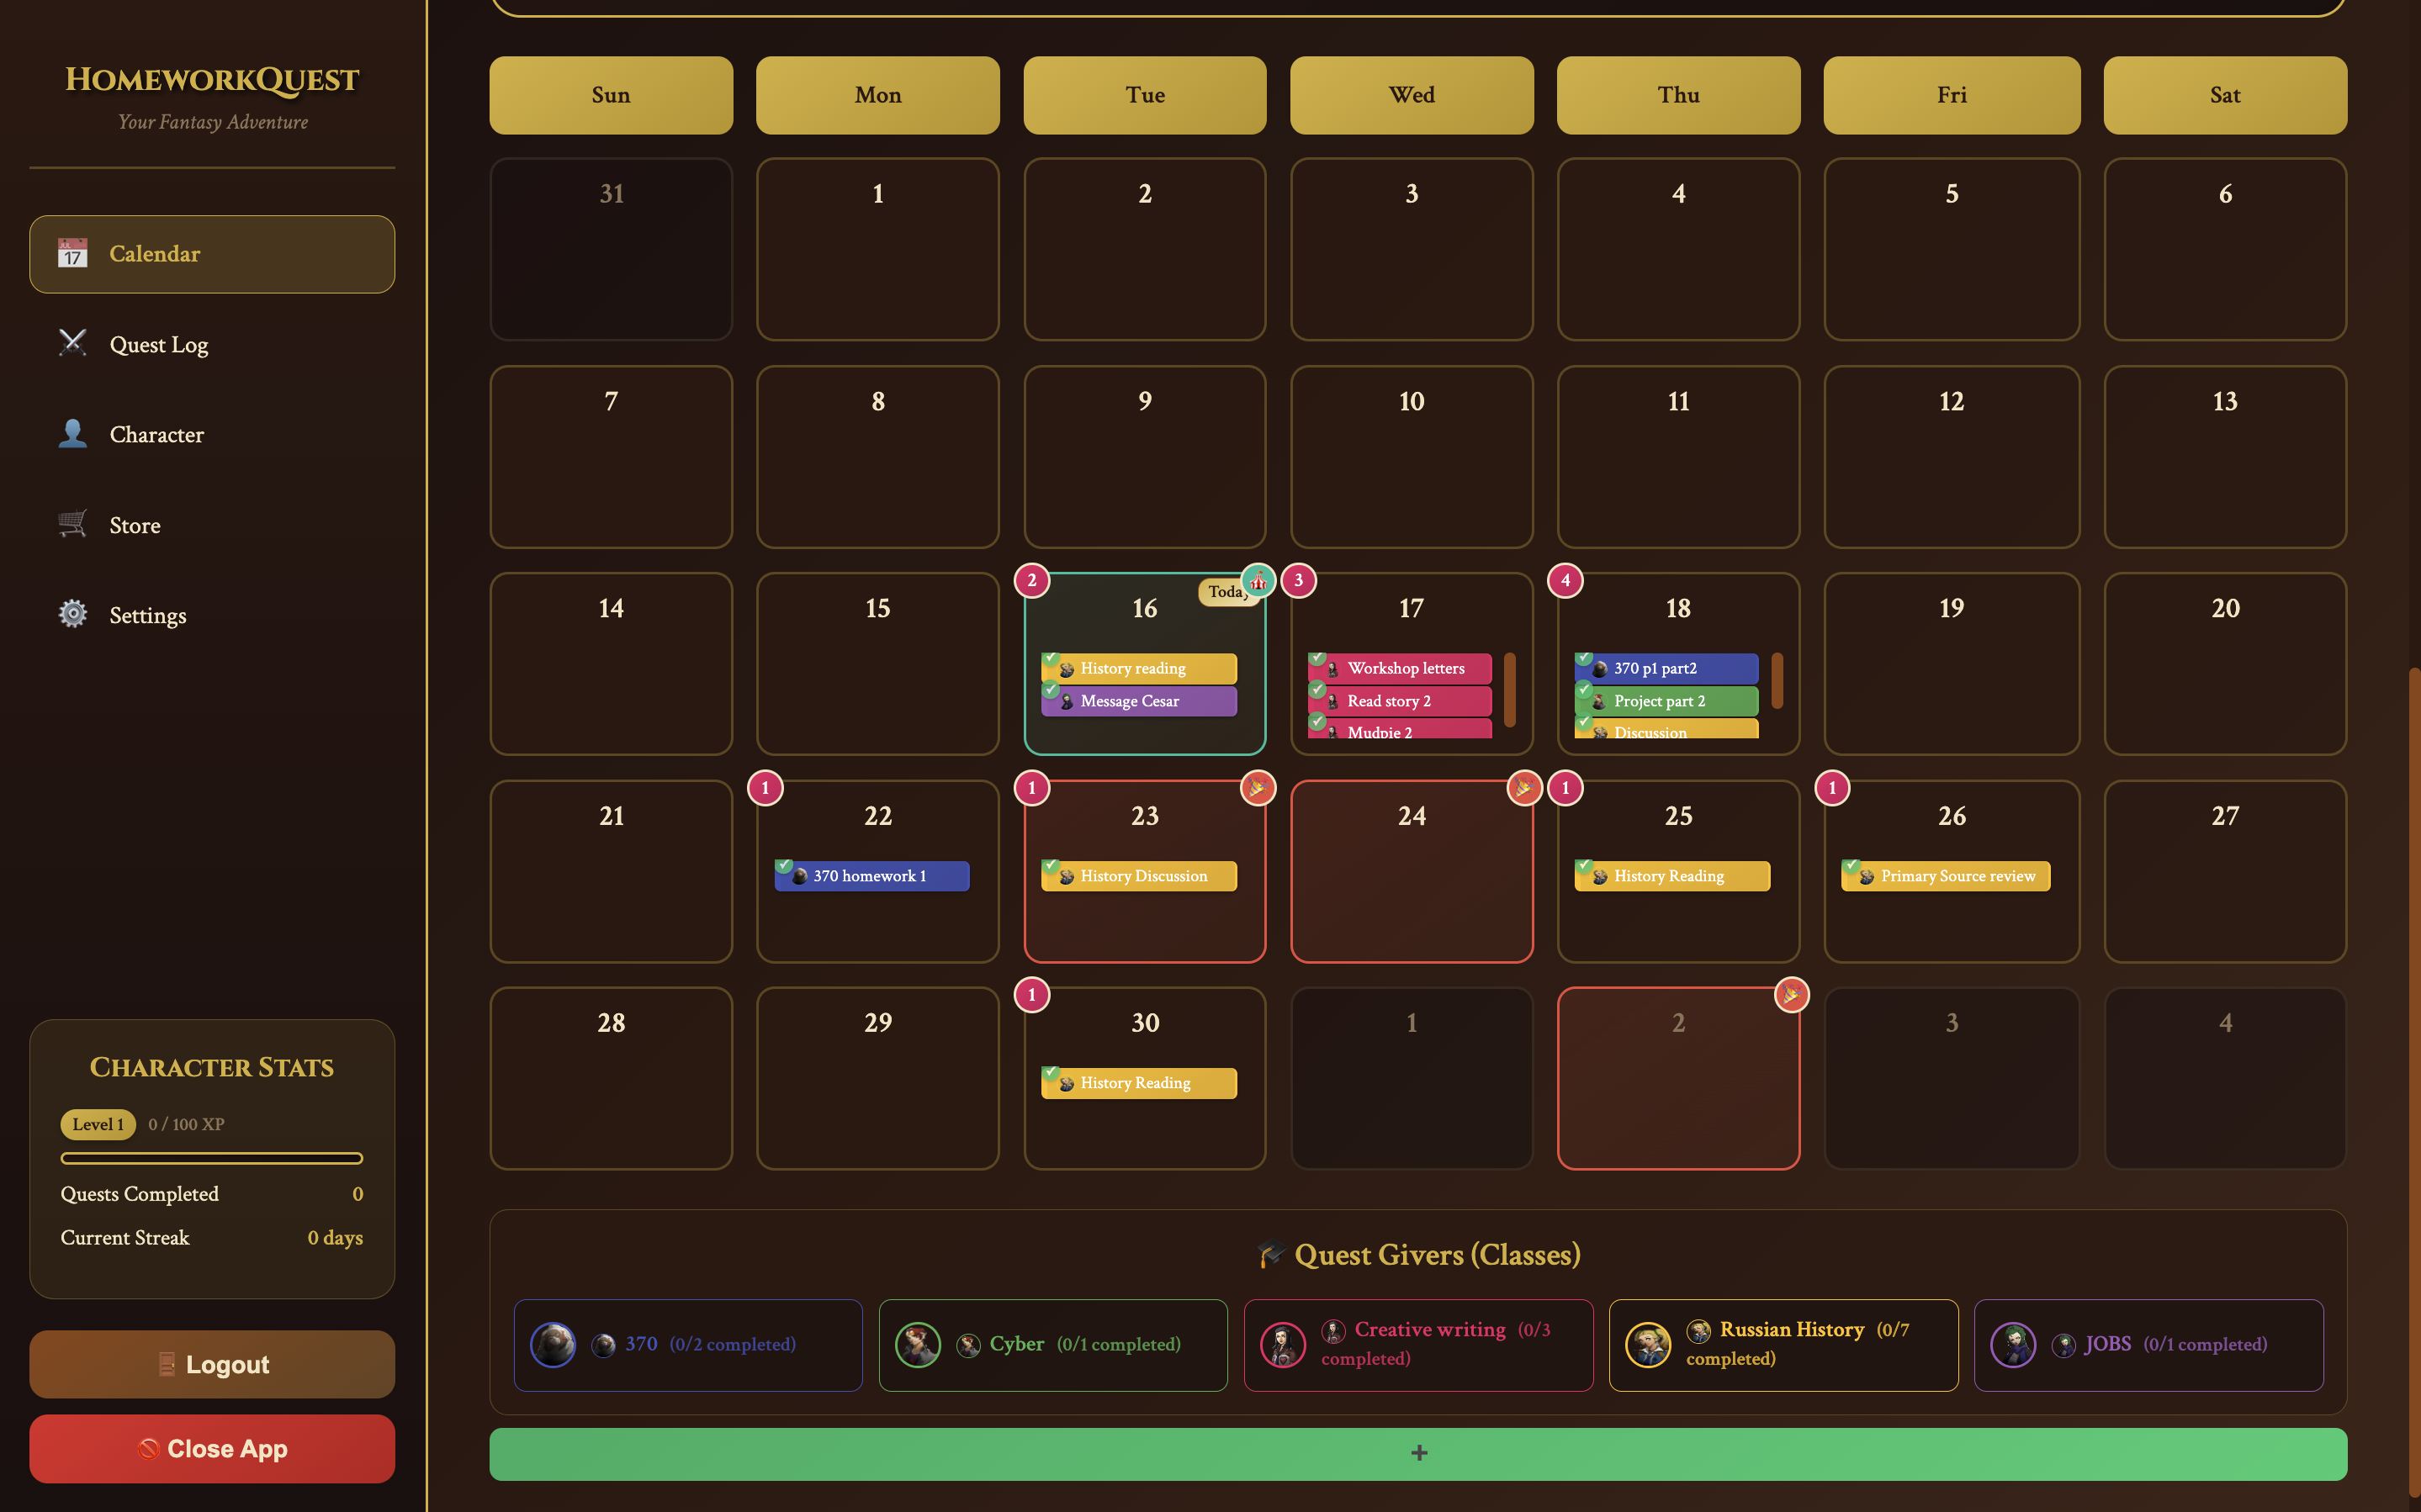 HomeworkQuest
Your Fantasy Adventure
JUL
17
Calendar
Quest Log
Character
Store
Settings
Character Stats
Level 1 0 / 100 XP
Quests Completed 0
Current Streak 0 days
Logout
Close App
Sun Mon Tue Wed Thu Fri Sat
31 1 2 3 4 5 6
7 8 9 10 11 12 13
2 Today 3 4
14 15 16 17 18 19 20
History reading Workshop letters 370 p1 part2
Message Cesar Read story 2 Project part 2
Mudpie 2 Discussion
1 1 1 1
21 22 23 24 25 26 27
370 homework 1 History Discussion History Reading Primary Source review
1
28 29 30 1 2 3 4
History Reading
Quest Givers (Classes)
370 (0/2 completed)
Cyber (0/1 completed)
Creative writing (0/3
completed)
Russian History (0/7
completed)
JOBS (0/1 completed)
+